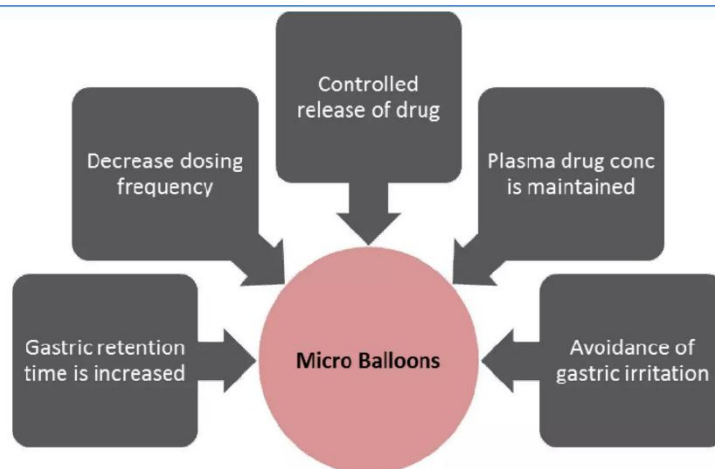 Controlled
release of drug
Decrease dosing
frequency
Plasma drug conc
is maintained
Gastric retention
time is increased
Micro Balloons
Avoidance of
gastric irritation